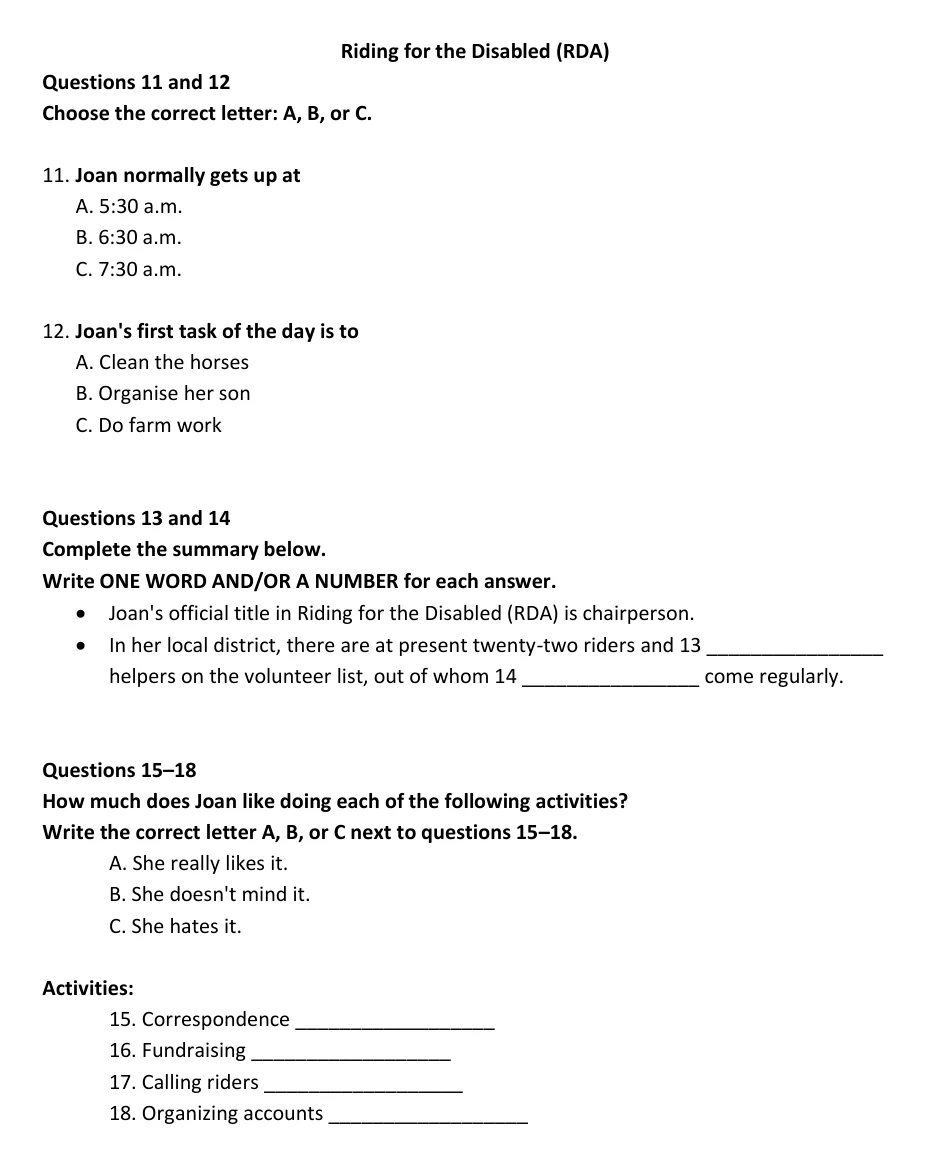 Riding for the Disabled (RDA)
Questions 11 and 12
Choose the correct letter: A, B, or C.
11. Joan normally gets up at
A. 5:30 a.m.
B. 6:30 a.m.
C. 7:30 a.m.
12. Joan's first task of the day is to
A. Clean the horses
B. Organise her son
C. Do farm work
Questions 13 and 14
Complete the summary below.
Write ONE WORD AND/OR A NUMBER for each answer.
• Joan's official title in Riding for the Disabled (RDA) is chairperson.
• In her local district, there are at present twenty-two riders and 13 ________________
helpers on the volunteer list, out of whom 14 ________________ come regularly.
Questions 15–18
How much does Joan like doing each of the following activities?
Write the correct letter A, B, or C next to questions 15–18.
A. She really likes it.
B. She doesn't mind it.
C. She hates it.
Activities:
15. Correspondence __________________
16. Fundraising __________________
17. Calling riders __________________
18. Organizing accounts __________________